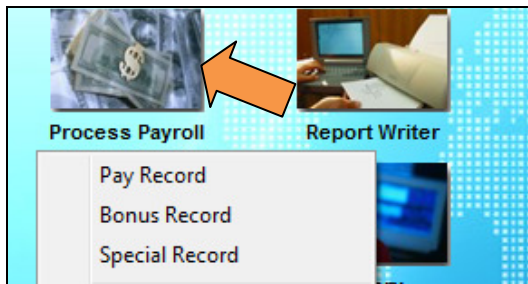 Process Payroll
Report Writer
Pay Record
Bonus Record
Special Record